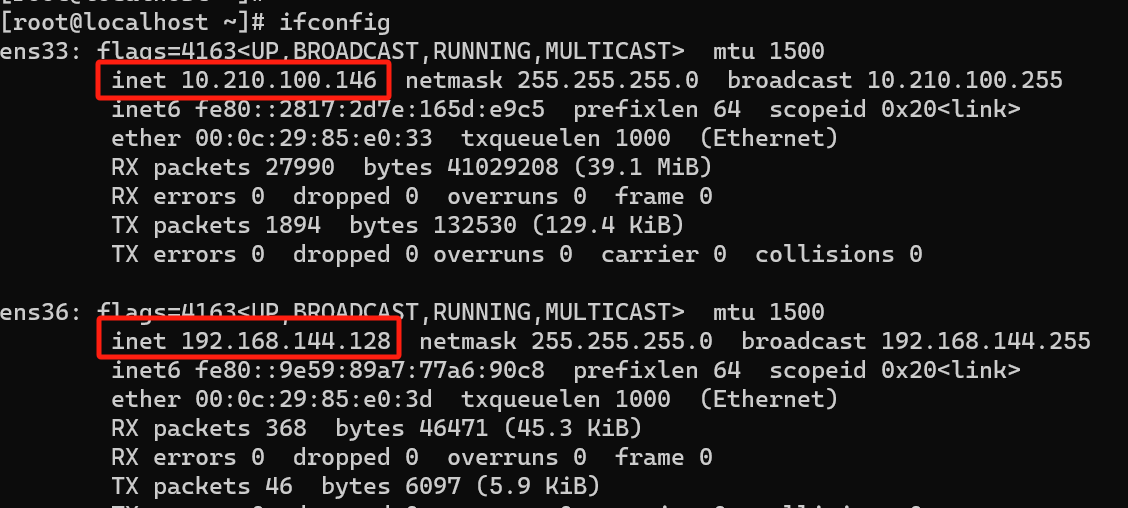 [root@localhost ~]# ifconfig
ens33: flags=4163<UP,BROADCAST,RUNNING,MULTICAST>  mtu 1500
        inet 10.210.100.146  netmask 255.255.255.0  broadcast 10.210.100.255
        inet6 fe80::2817:2d7e:165d:e9c5  prefixlen 64  scopeid 0x20<link>
        ether 00:0c:29:85:e0:33  txqueuelen 1000  (Ethernet)
        RX packets 27990  bytes 41029208 (39.1 MiB)
        RX errors 0  dropped 0  overruns 0  frame 0
        TX packets 1894  bytes 132530 (129.4 KiB)
        TX errors 0  dropped 0 overruns 0  carrier 0  collisions 0

ens36: flags=4163<UP,BROADCAST,RUNNING,MULTICAST>  mtu 1500
        inet 192.168.144.128  netmask 255.255.255.0  broadcast 192.168.144.255
        inet6 fe80::9e59:89a7:77a6:90c8  prefixlen 64  scopeid 0x20<link>
        ether 00:0c:29:85:e0:3d  txqueuelen 1000  (Ethernet)
        RX packets 368  bytes 46471 (45.3 KiB)
        RX errors 0  dropped 0  overruns 0  frame 0
        TX packets 46  bytes 6097 (5.9 KiB)